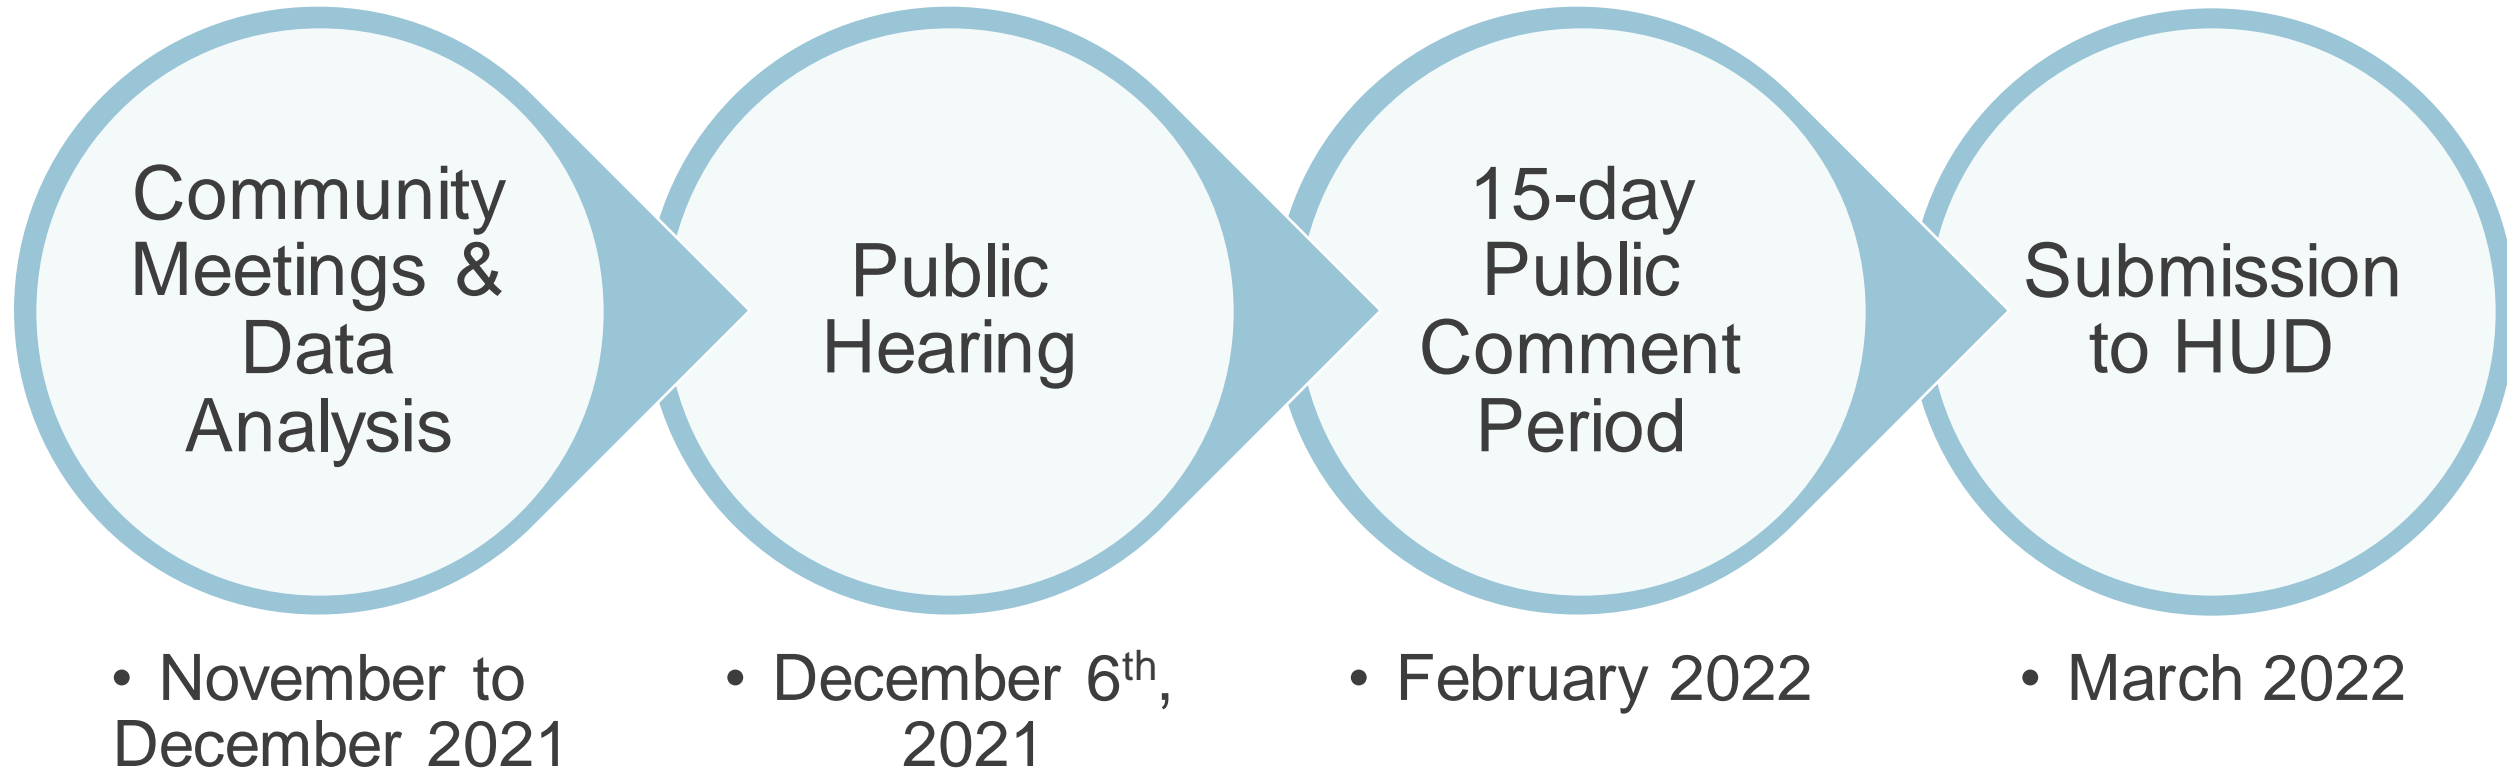 Community
Meetings &
Data
Analysis
• November to
December 2021
Public
Hearing
• December 6th;
2021
15-day
Public
Comment
Period
• February 2022
Submission
to HUD
• March 2022